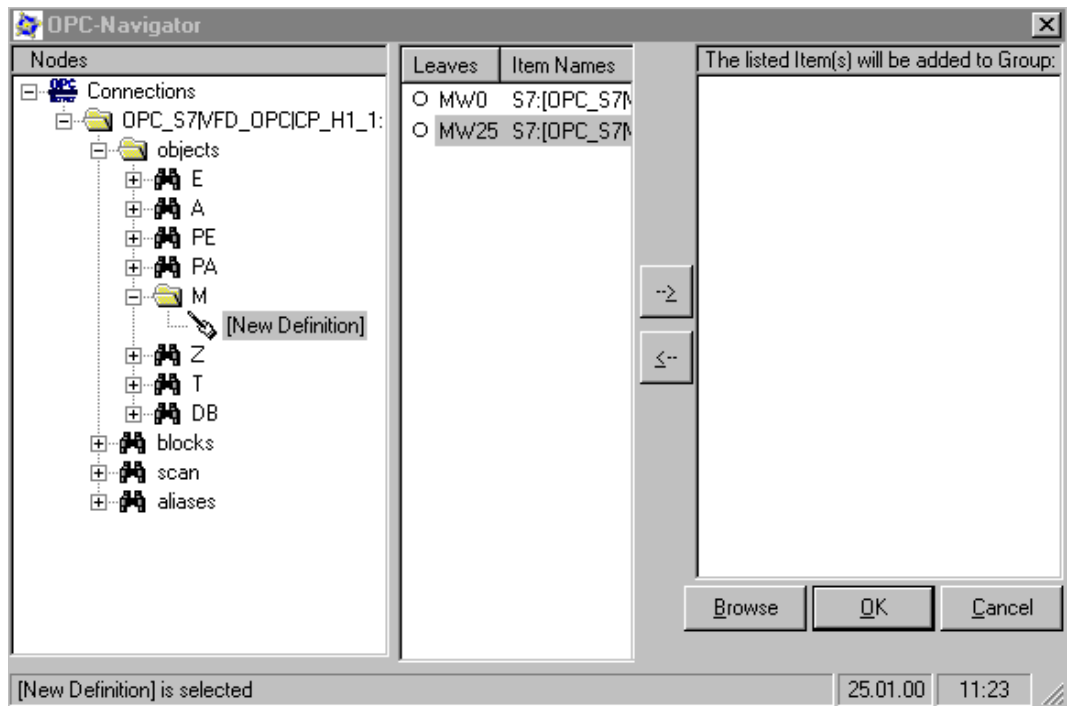 OPC-Navigator
Nodes
Connections
OPC_S7|VFD_OPC|CP_H1_1:
objects
E
A
PE
PA
M
[New Definition]
Z
T
DB
blocks
scan
aliases
Leaves Item Names
MW0 S7:[OPC_S7
MW25 S7:[OPC_S7
-->
<--
The listed Item(s) will be added to Group:
Browse OK Cancel
[New Definition] is selected 25.01.00 11:23